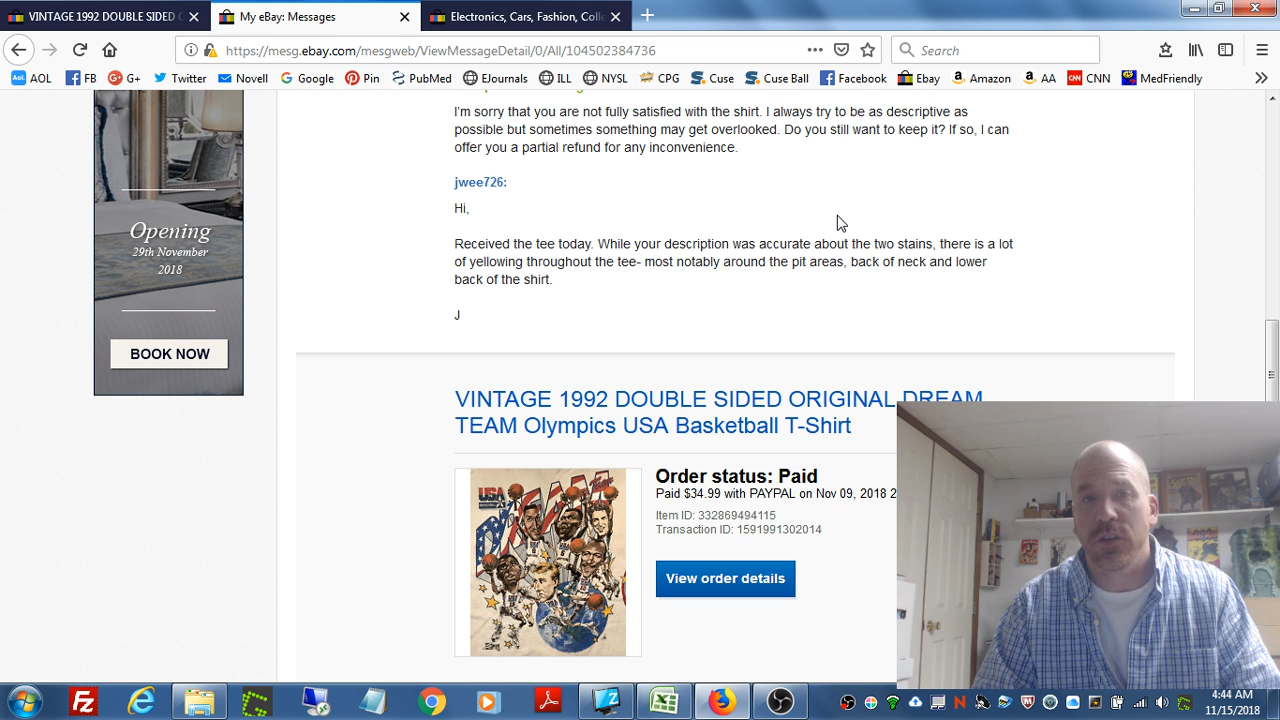 VINTAGE 1992 DOUBLE SIDED
My eBay: Messages
Electronics, Cars, Fashion, Coll
https://mesg.ebay.com/mesgweb/ViewMessageDetail/0/All/104502384736
Search
AOL FB G+ Twitter Novell Google Pin PubMed EJournals ILL NYSL CPG Cuse Cuse Ball Facebook Ebay Amazon AA CNN MedFriendly
I'm sorry that you are not fully satisfied with the shirt. I always try to be as descriptive as
possible but sometimes something may get overlooked. Do you still want to keep it? If so, I can
offer you a partial refund for any inconvenience.
jwee726:
Hi,
Received the tee today. While your description was accurate about the two stains, there is a lot
of yellowing throughout the tee- most notably around the pit areas, back of neck and lower
back of the shirt.
J
Opening
29th November
2018
BOOK NOW
VINTAGE 1992 DOUBLE SIDED ORIGINAL DREAM
TEAM Olympics USA Basketball T-Shirt
Order status: Paid
Paid $34.99 with PAYPAL on Nov 09, 2018 2
Item ID: 332869494115
Transaction ID: 1591991302014
View order details
USA
4:44 AM
11/15/2018